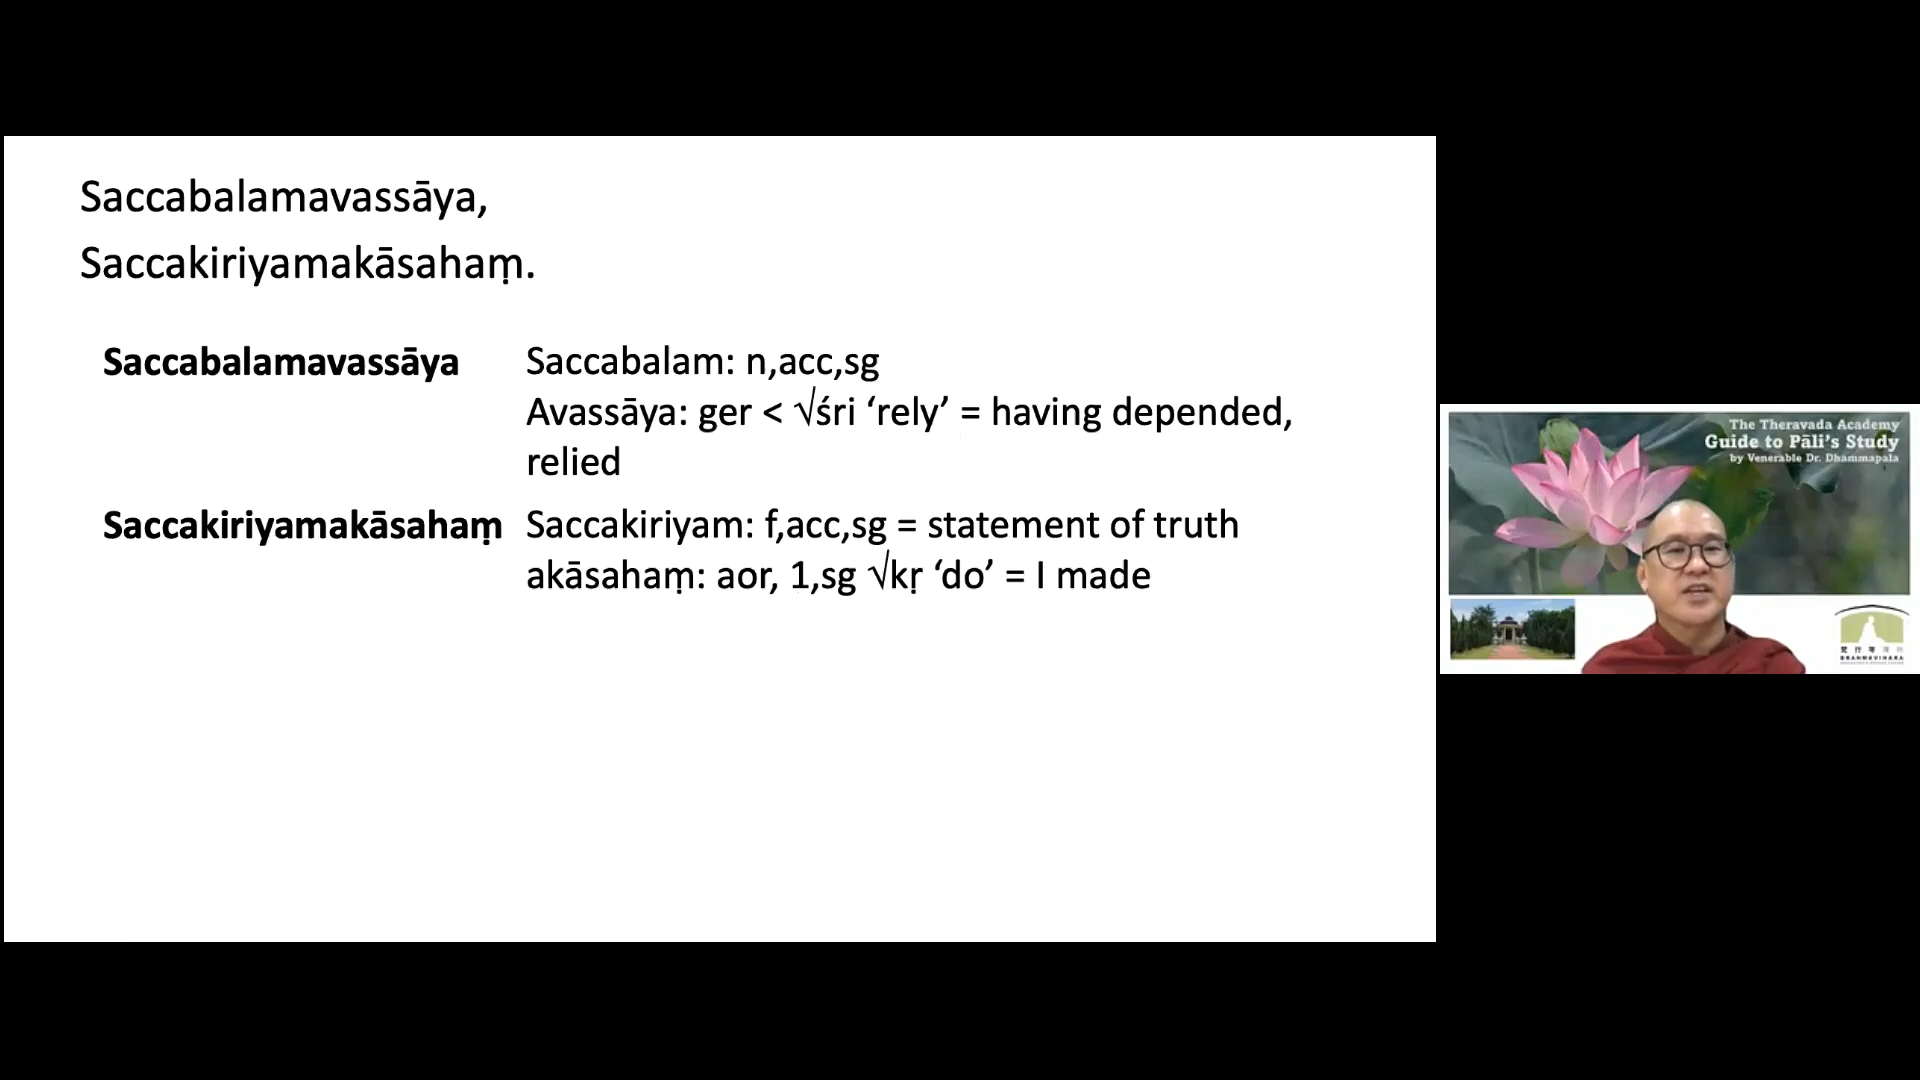 Saccabalamavassāya,
Saccakiriyamakāsahaṃ.
Saccabalamavassāya
Saccabalam: n,acc,sg
Avassāya: ger < √śri ‘rely’ = having depended,
relied
Saccakiriyamakāsahaṃ
Saccakiriyam: f,acc,sg = statement of truth
akāsahaṃ: aor, 1,sg √kṛ ‘do’ = I made
The Theravada Academy
Guide to Pāli’s Study
by Venerable Dr. Dhammapala
BRAHMAVIHARA